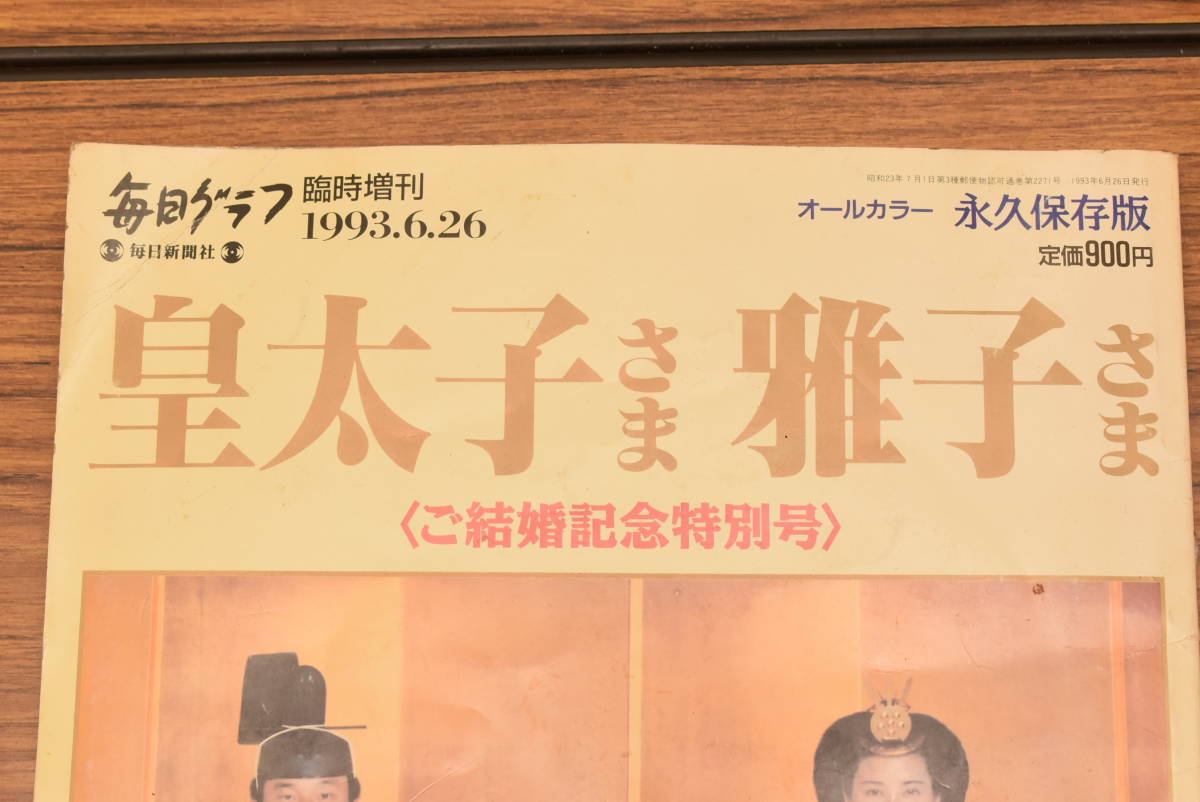 毎日グラフ 臨時増刊
1993.6.26
毎日新聞社
昭和23年7月1日第3種郵便物認可通巻第2271号 1993年6月26日発行
オールカラー 永久保存版
定価900円
皇太子さま 雅子さま
〈ご結婚記念特別号〉